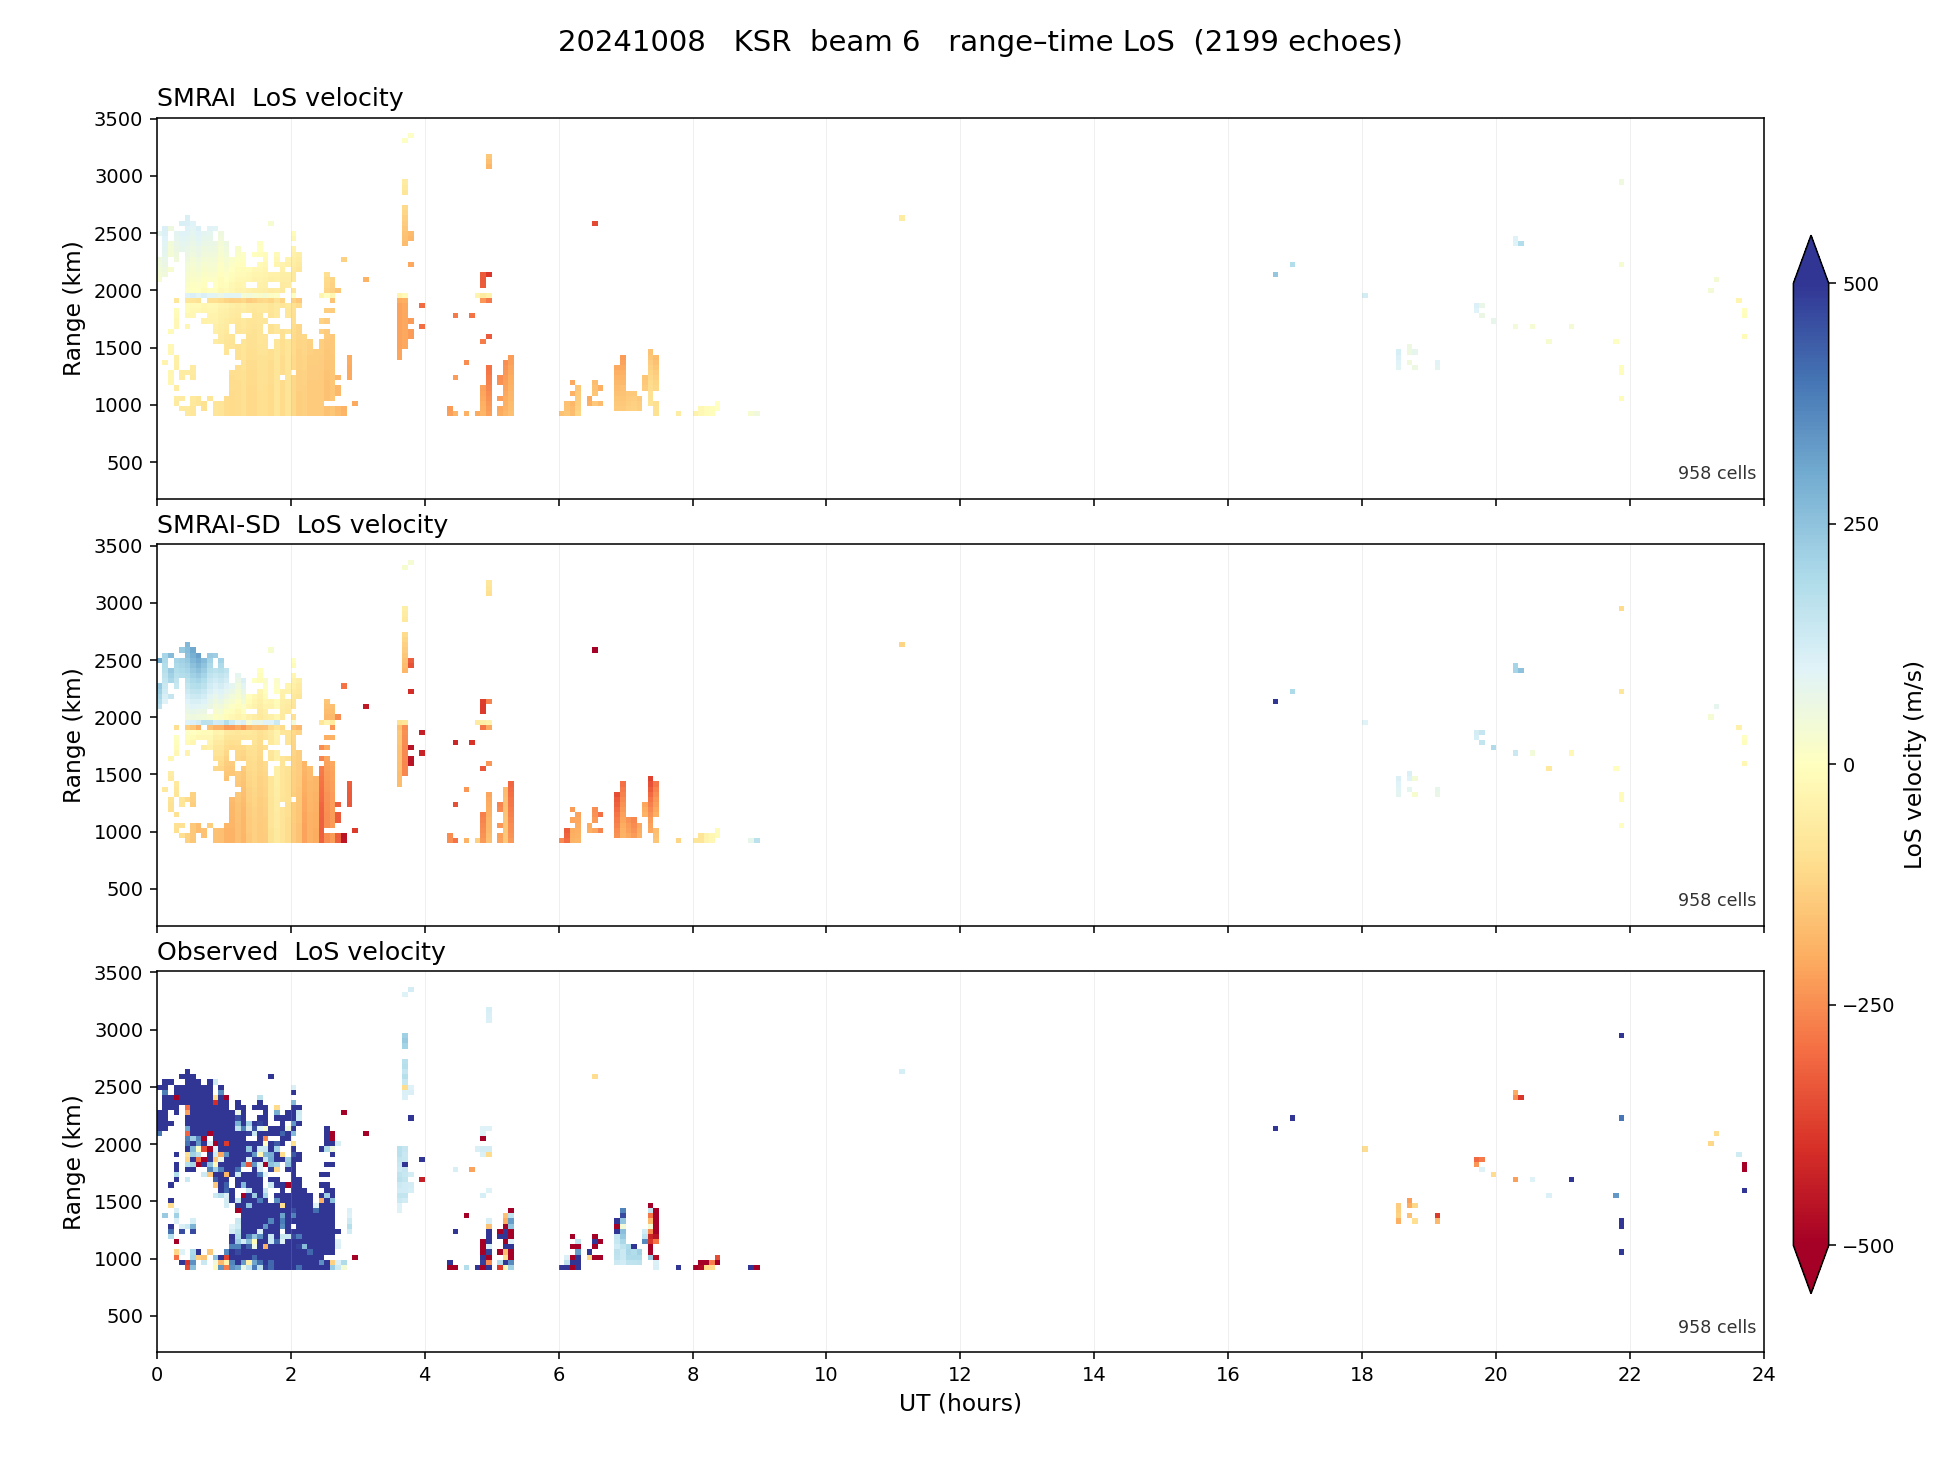 20241008   KSR  beam 6   range–time LoS  (2199 echoes)
SMRAI  LoS velocity
3500
3000
2500
2000
1500
1000
500
Range (km)
958 cells
SMRAI-SD  LoS velocity
3500
3000
2500
2000
1500
1000
500
Range (km)
958 cells
Observed  LoS velocity
3500
3000
2500
2000
1500
1000
500
Range (km)
958 cells
0 2 4 6 8 10 12 14 16 18 20 22 24
UT (hours)
500
250
0
−250
−500
LoS velocity (m/s)